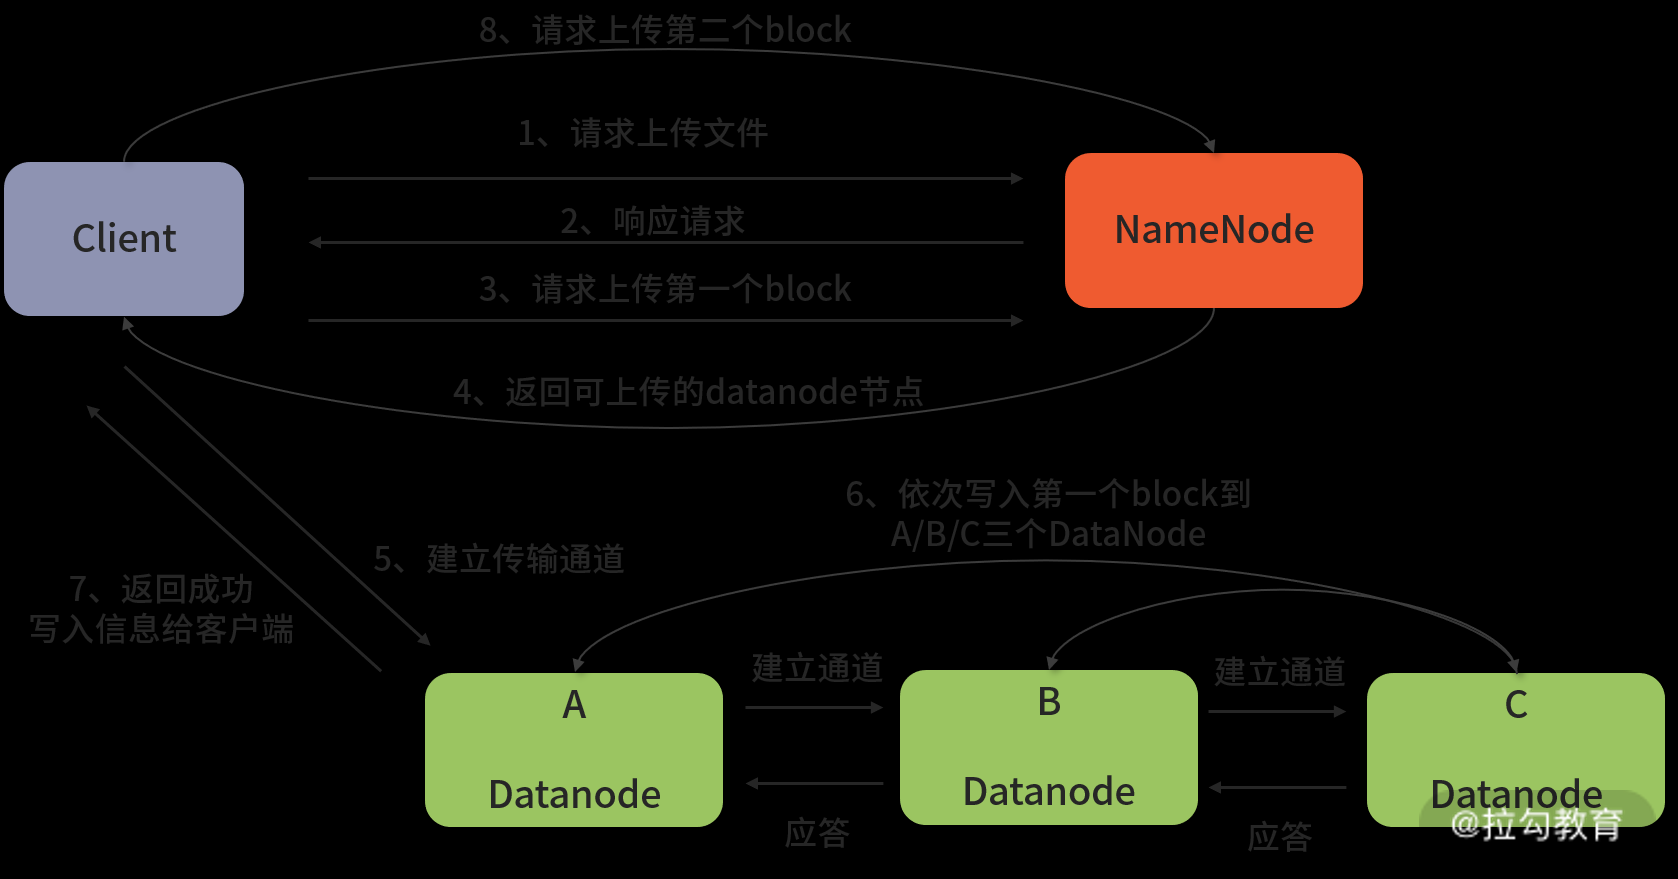 8、请求上传第二个block
1、请求上传文件
Client
NameNode
2、响应请求
3、请求上传第一个block
4、返回可上传的datanode节点
6、依次写入第一个block到
A/B/C三个DataNode
5、建立传输通道
7、返回成功
写入信息给客户端
建立通道
建立通道
A
Datanode
B
Datanode
C
Datanode
应答
应答
@拉勾教育